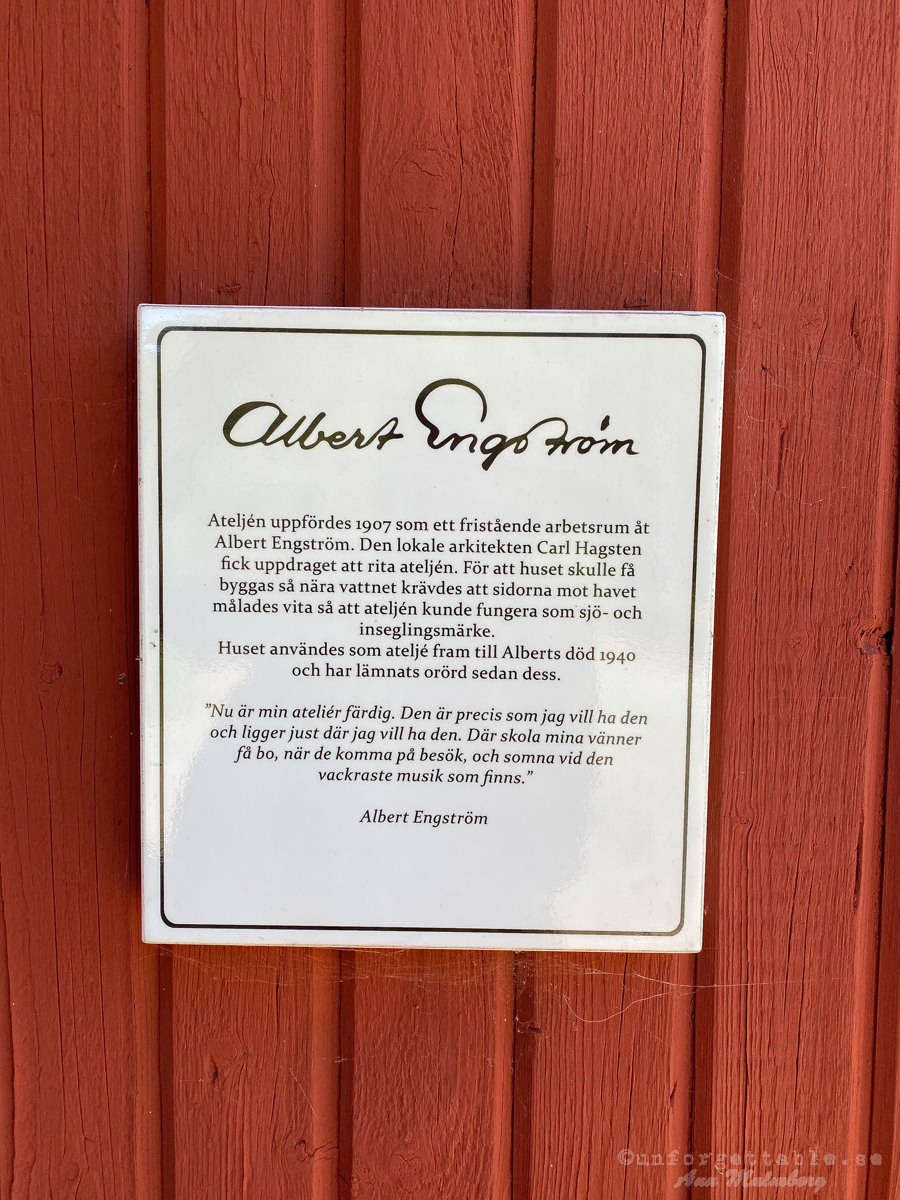 Albert Engström
Ateljén uppfördes 1907 som ett fristående arbetsrum åt
Albert Engström. Den lokale arkitekten Carl Hagsten
fick uppdraget att rita ateljén. För att huset skulle få
byggas så nära vattnet krävdes att sidorna mot havet
målades vita så att ateljén kunde fungera som sjö- och
inseglingsmärke.
Huset användes som ateljé fram till Alberts död 1940
och har lämnats orörd sedan dess.
”Nu är min ateliér färdig. Den är precis som jag vill ha den
och ligger just där jag vill ha den. Där skola mina vänner
få bo, när de komma på besök, och somna vid den
vackraste musik som finns.”
Albert Engström
©unforgettable.se
Ana Malmberg